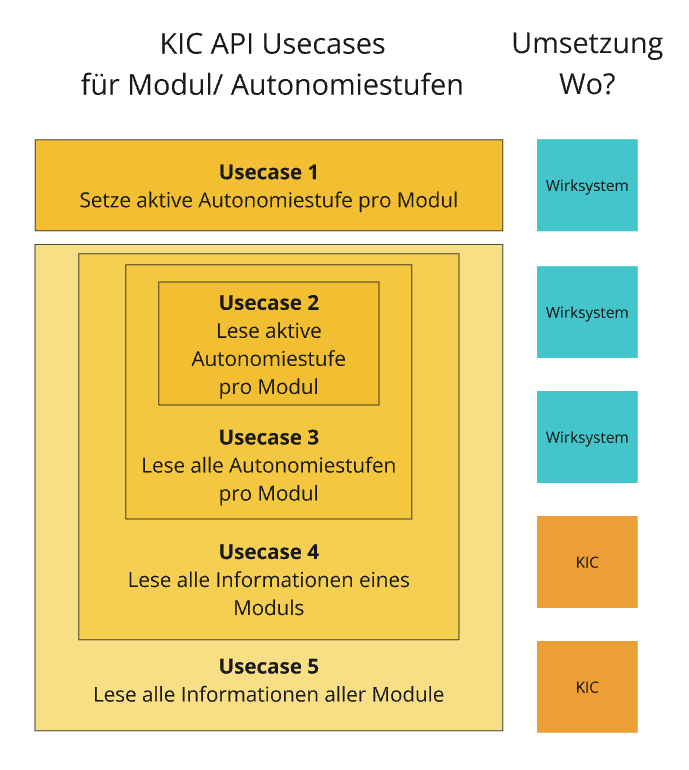 KIC API Usecases
für Modul/ Autonomiestufen
Umsetzung
Wo?
Usecase 1
Setze aktive Autonomiestufe pro Modul
Wirksystem
Usecase 2
Lese aktive
Autonomiestufe
pro Modul
Wirksystem
Usecase 3
Lese alle Autonomiestufen
pro Modul
Wirksystem
Usecase 4
Lese alle Informationen eines
Moduls
KIC
Usecase 5
Lese alle Informationen aller Module
KIC